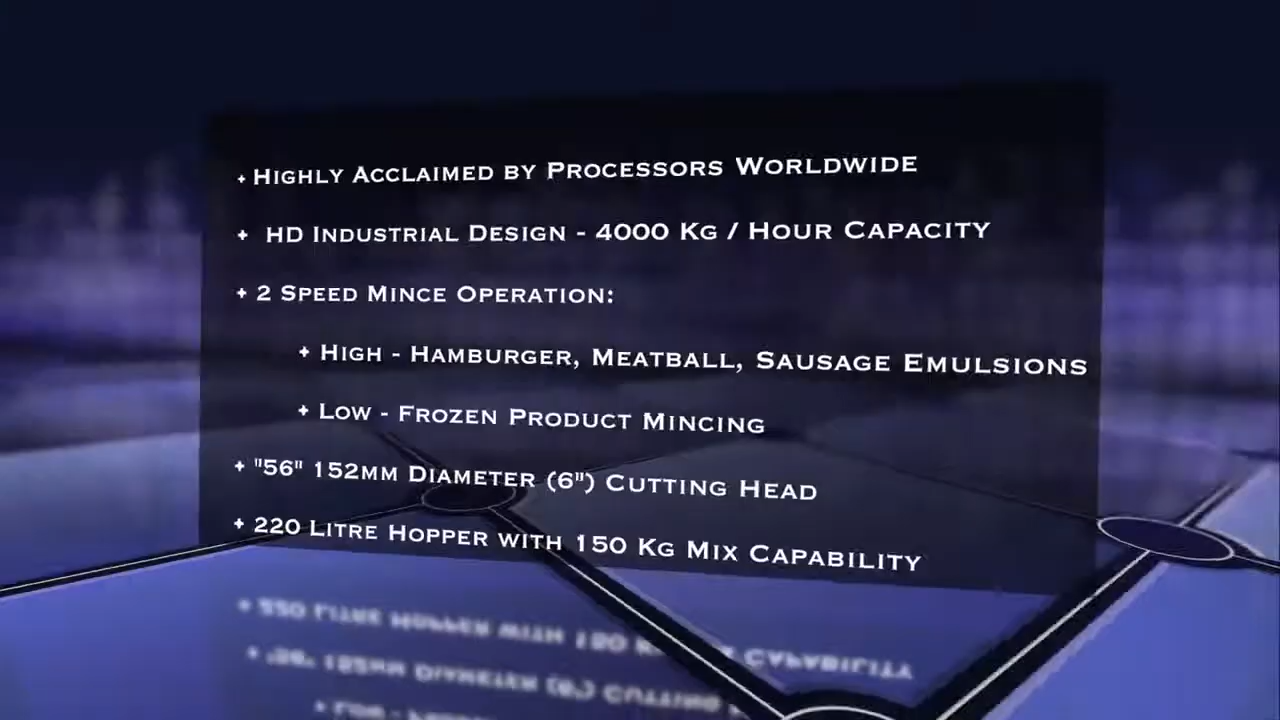 + Highly Acclaimed by Processors Worldwide
+ HD Industrial Design - 4000 Kg / Hour Capacity
+ 2 Speed Mince Operation:
+ High - Hamburger, Meatball, Sausage Emulsions
+ Low - Frozen Product Mincing
+ "56" 152mm Diameter (6") Cutting Head
+ 220 Litre Hopper with 150 Kg Mix Capability